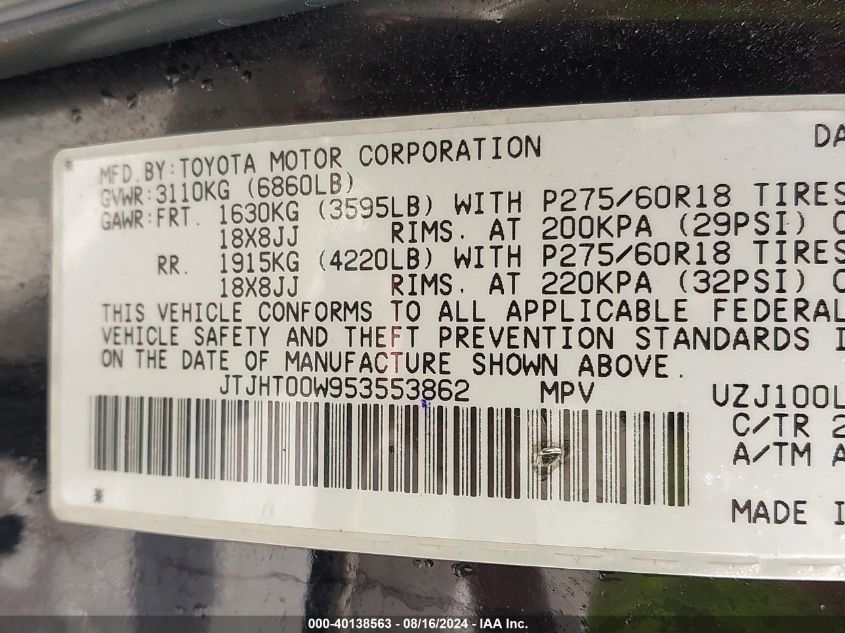 MFD. BY: TOYOTA MOTOR CORPORATION DA
GVWR: 3110KG (6860LB)
GAWR: FRT. 1630KG (3595LB) WITH P275/60R18 TIRES
18X8JJ RIMS. AT 200KPA (29PSI) C
RR. 1915KG (4220LB) WITH P275/60R18 TIRES
18X8JJ RIMS. AT 220KPA (32PSI) C
THIS VEHICLE CONFORMS TO ALL APPLICABLE FEDERAL
VEHICLE SAFETY AND THEFT PREVENTION STANDARDS I
ON THE DATE OF MANUFACTURE SHOWN ABOVE.
JTJHT00W953553862 MPV UZJ100L
C/TR 2
A/TM A
* MADE I
000-40138563 - 08/16/2024 - IAAI.COM